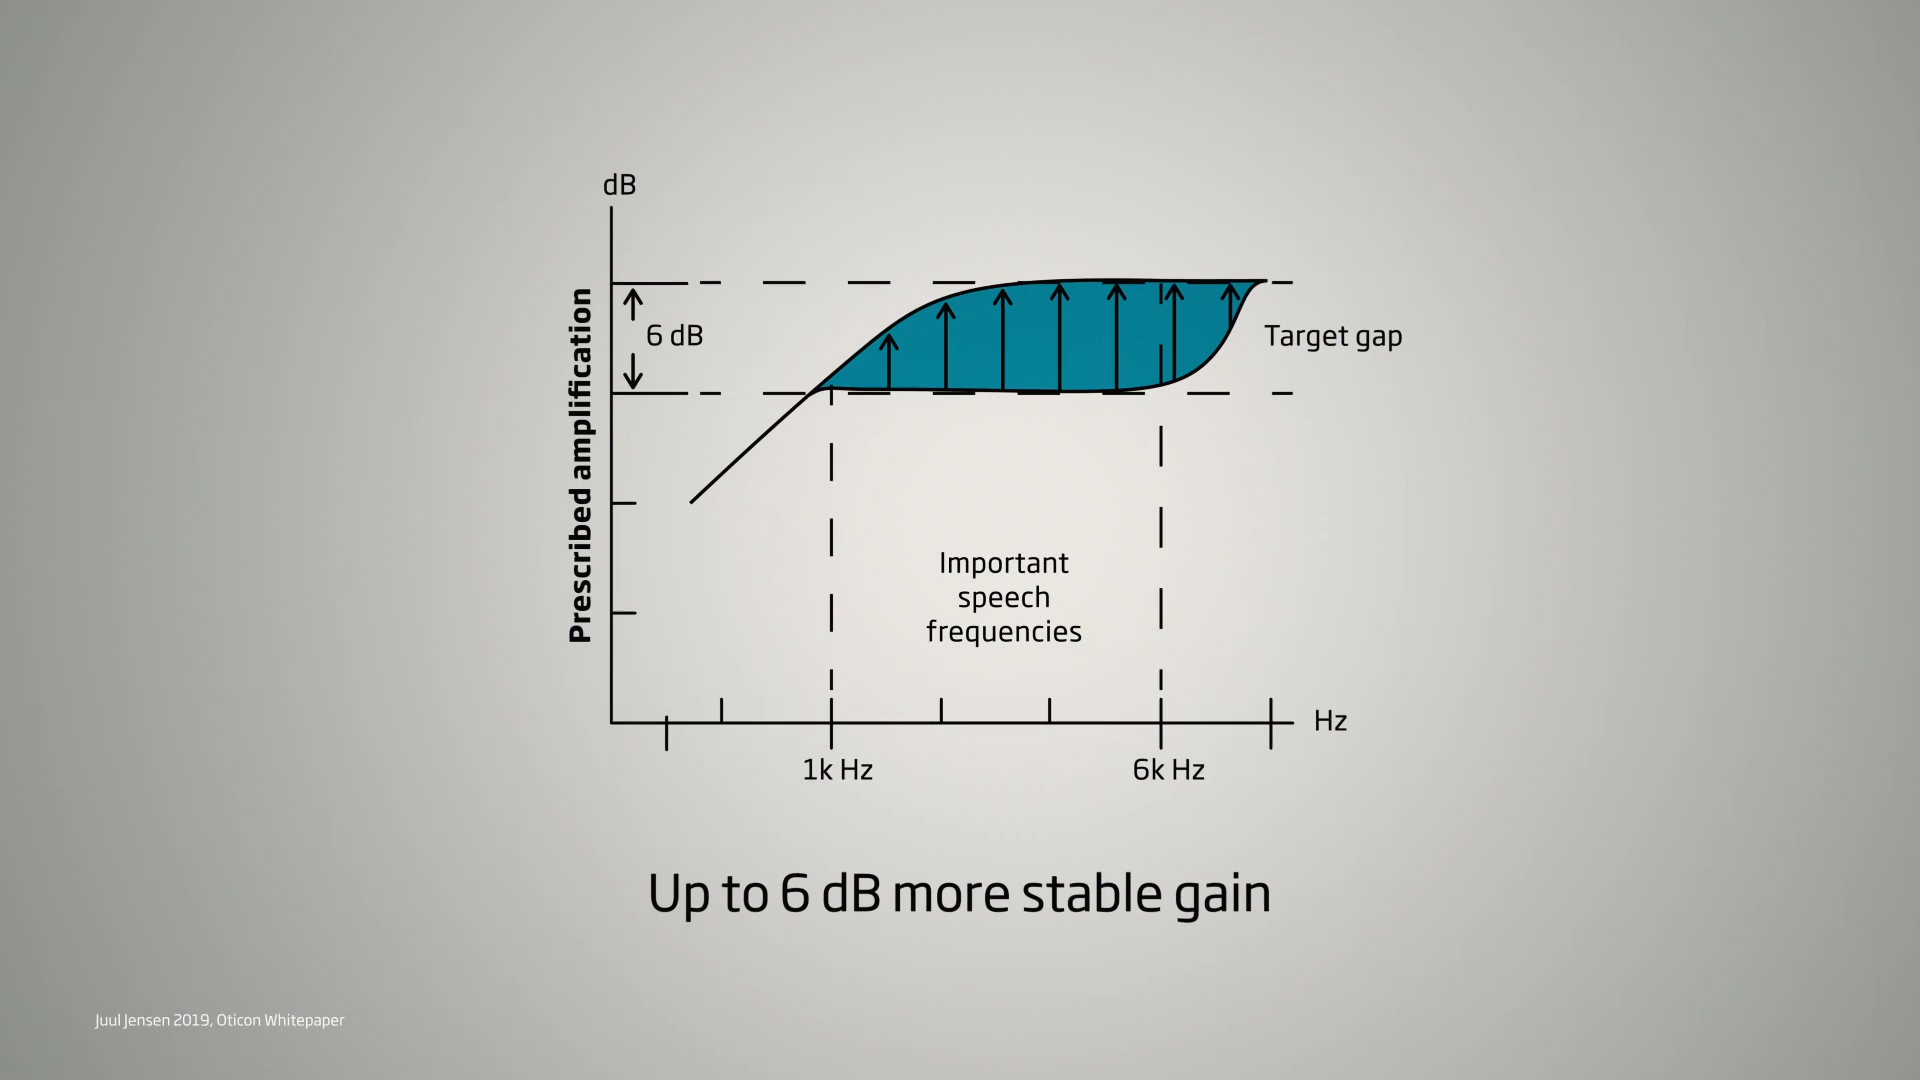 dB
Prescribed amplification
6 dB
Target gap
Important
speech
frequencies
Hz
1k Hz
6k Hz
Up to 6 dB more stable gain
Juul Jensen 2019, Oticon Whitepaper